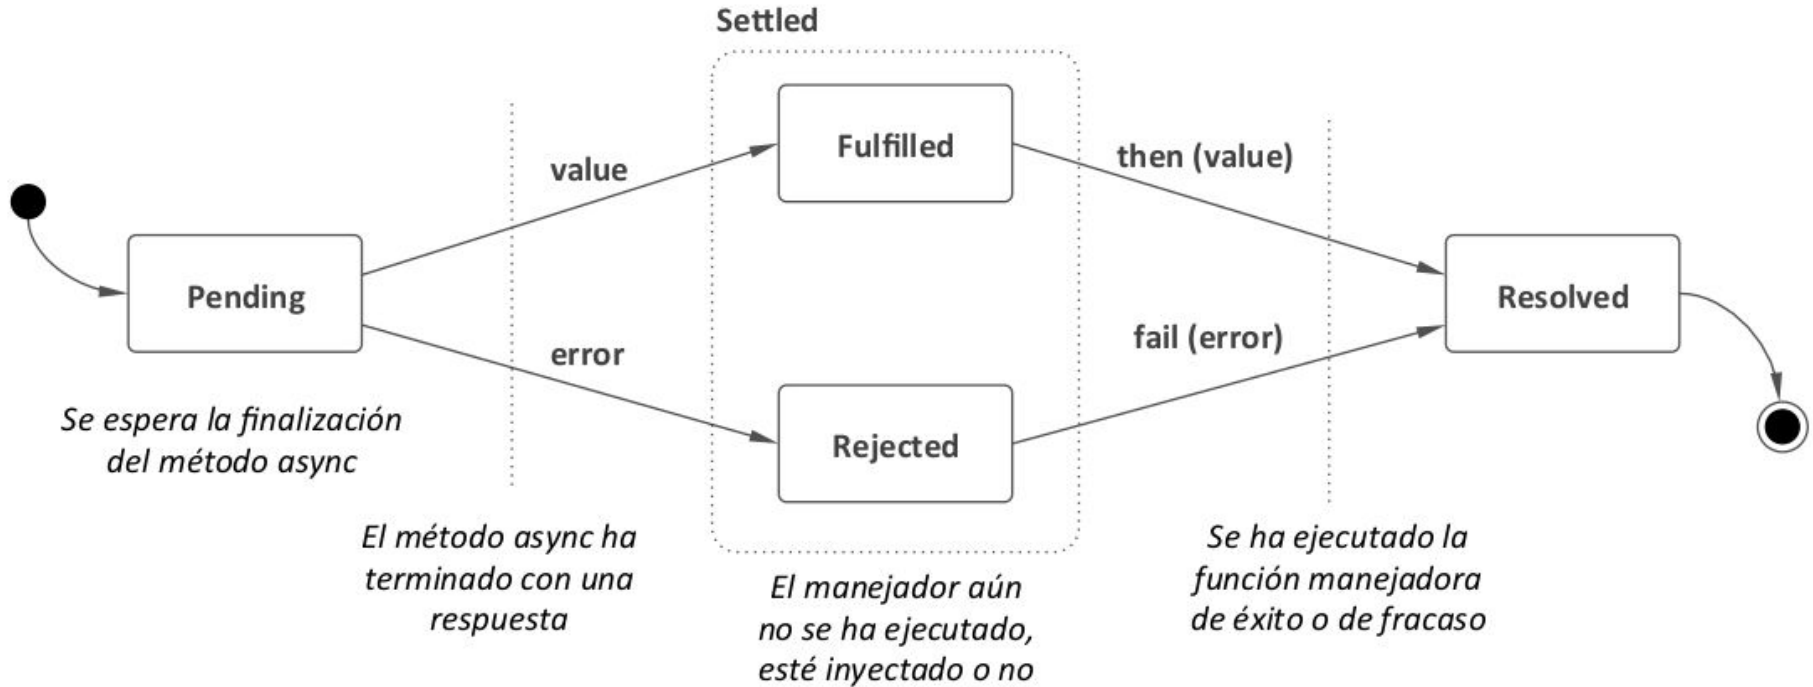 Settled
Fulfilled
value
then (value)
Pending
Resolved
error
fail (error)
Rejected
Se espera la finalización
del método async
El método async ha
terminado con una
respuesta
El manejador aún
no se ha ejecutado,
esté inyectado o no
Se ha ejecutado la
función manejadora
de éxito o de fracaso